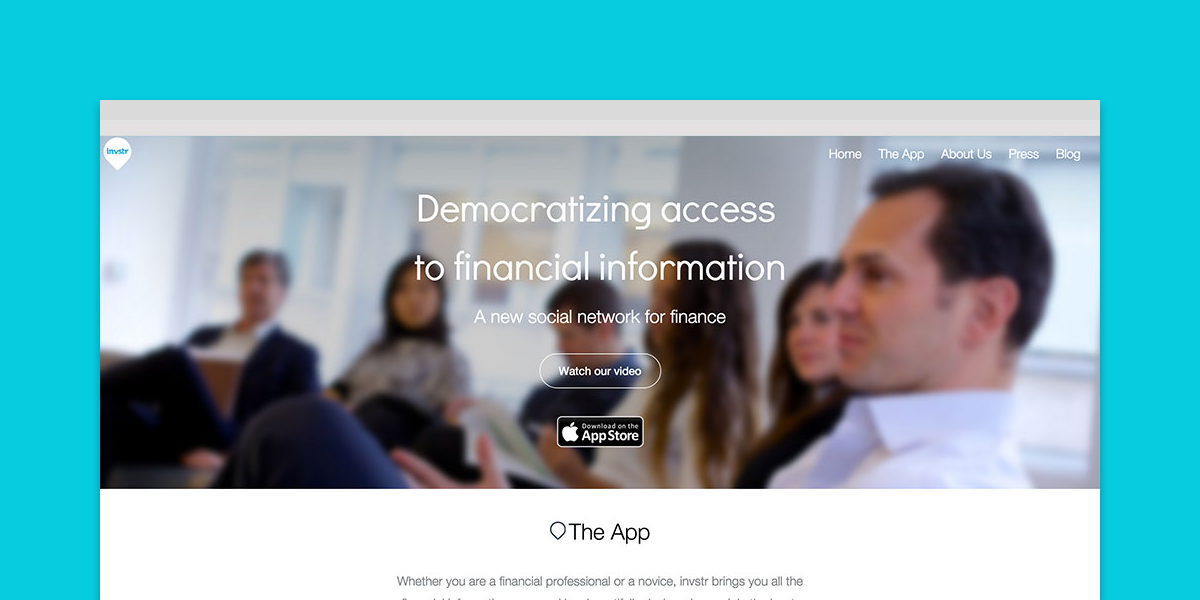 invstr
Home The App About Us Press Blog
Democratizing access
to financial information
A new social network for finance
Watch our video
Download on the
App Store
The App
Whether you are a financial professional or a novice, invstr brings you all the